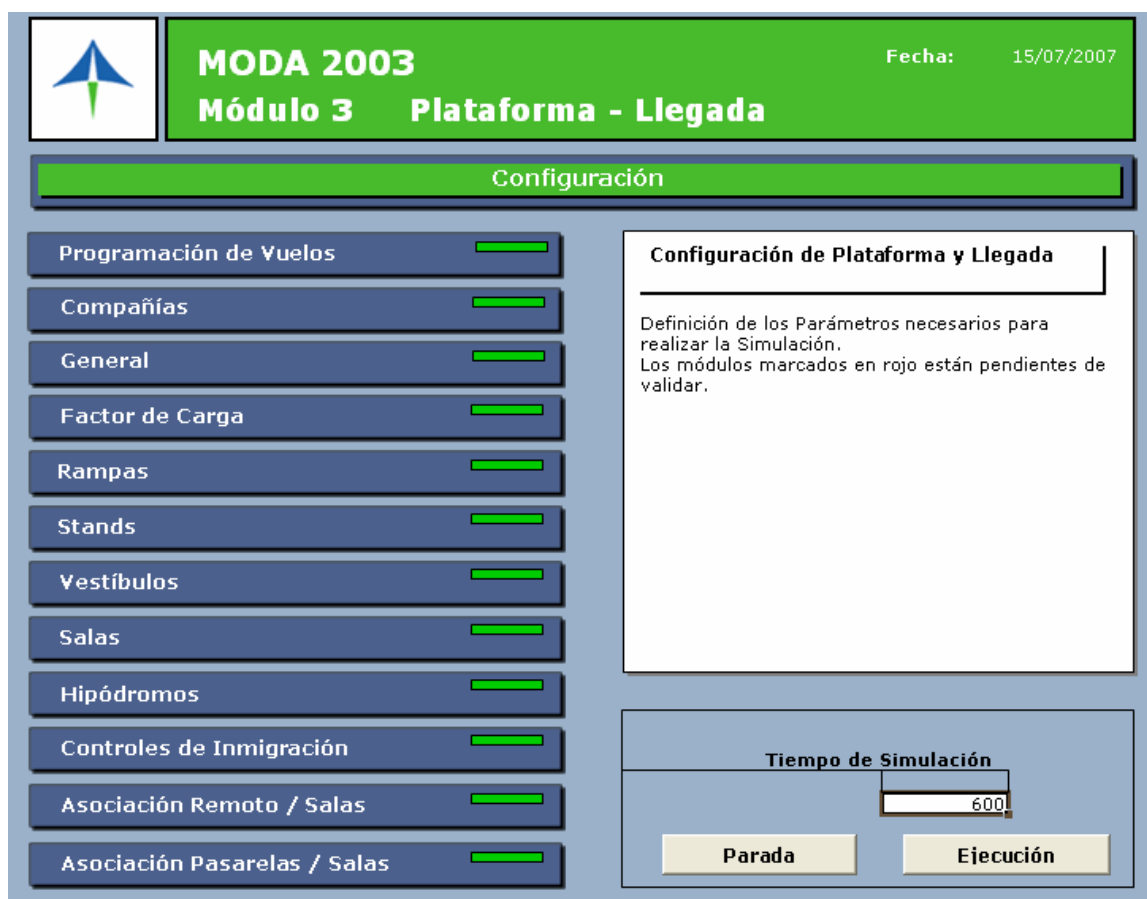 MODA 2003
Fecha: 15/07/2007
Módulo 3 Plataforma - Llegada
Configuración
Programación de Vuelos
Compañías
General
Factor de Carga
Rampas
Stands
Vestíbulos
Salas
Hipódromos
Controles de Inmigración
Asociación Remoto / Salas
Asociación Pasarelas / Salas
Configuración de Plataforma y Llegada
Definición de los Parámetros necesarios para
realizar la Simulación.
Los módulos marcados en rojo están pendientes de
validar.
Tiempo de Simulación
600
Parada Ejecución